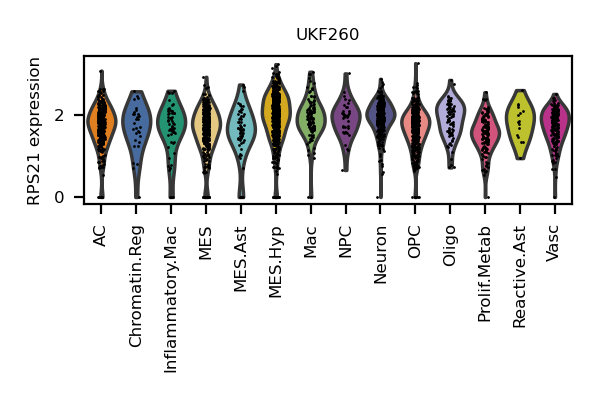 UKF260
RPS21 expression
2
0
AC
Chromatin.Reg
Inflammatory.Mac
MES
MES.Ast
MES.Hyp
Mac
NPC
Neuron
OPC
Oligo
Prolif.Metab
Reactive.Ast
Vasc